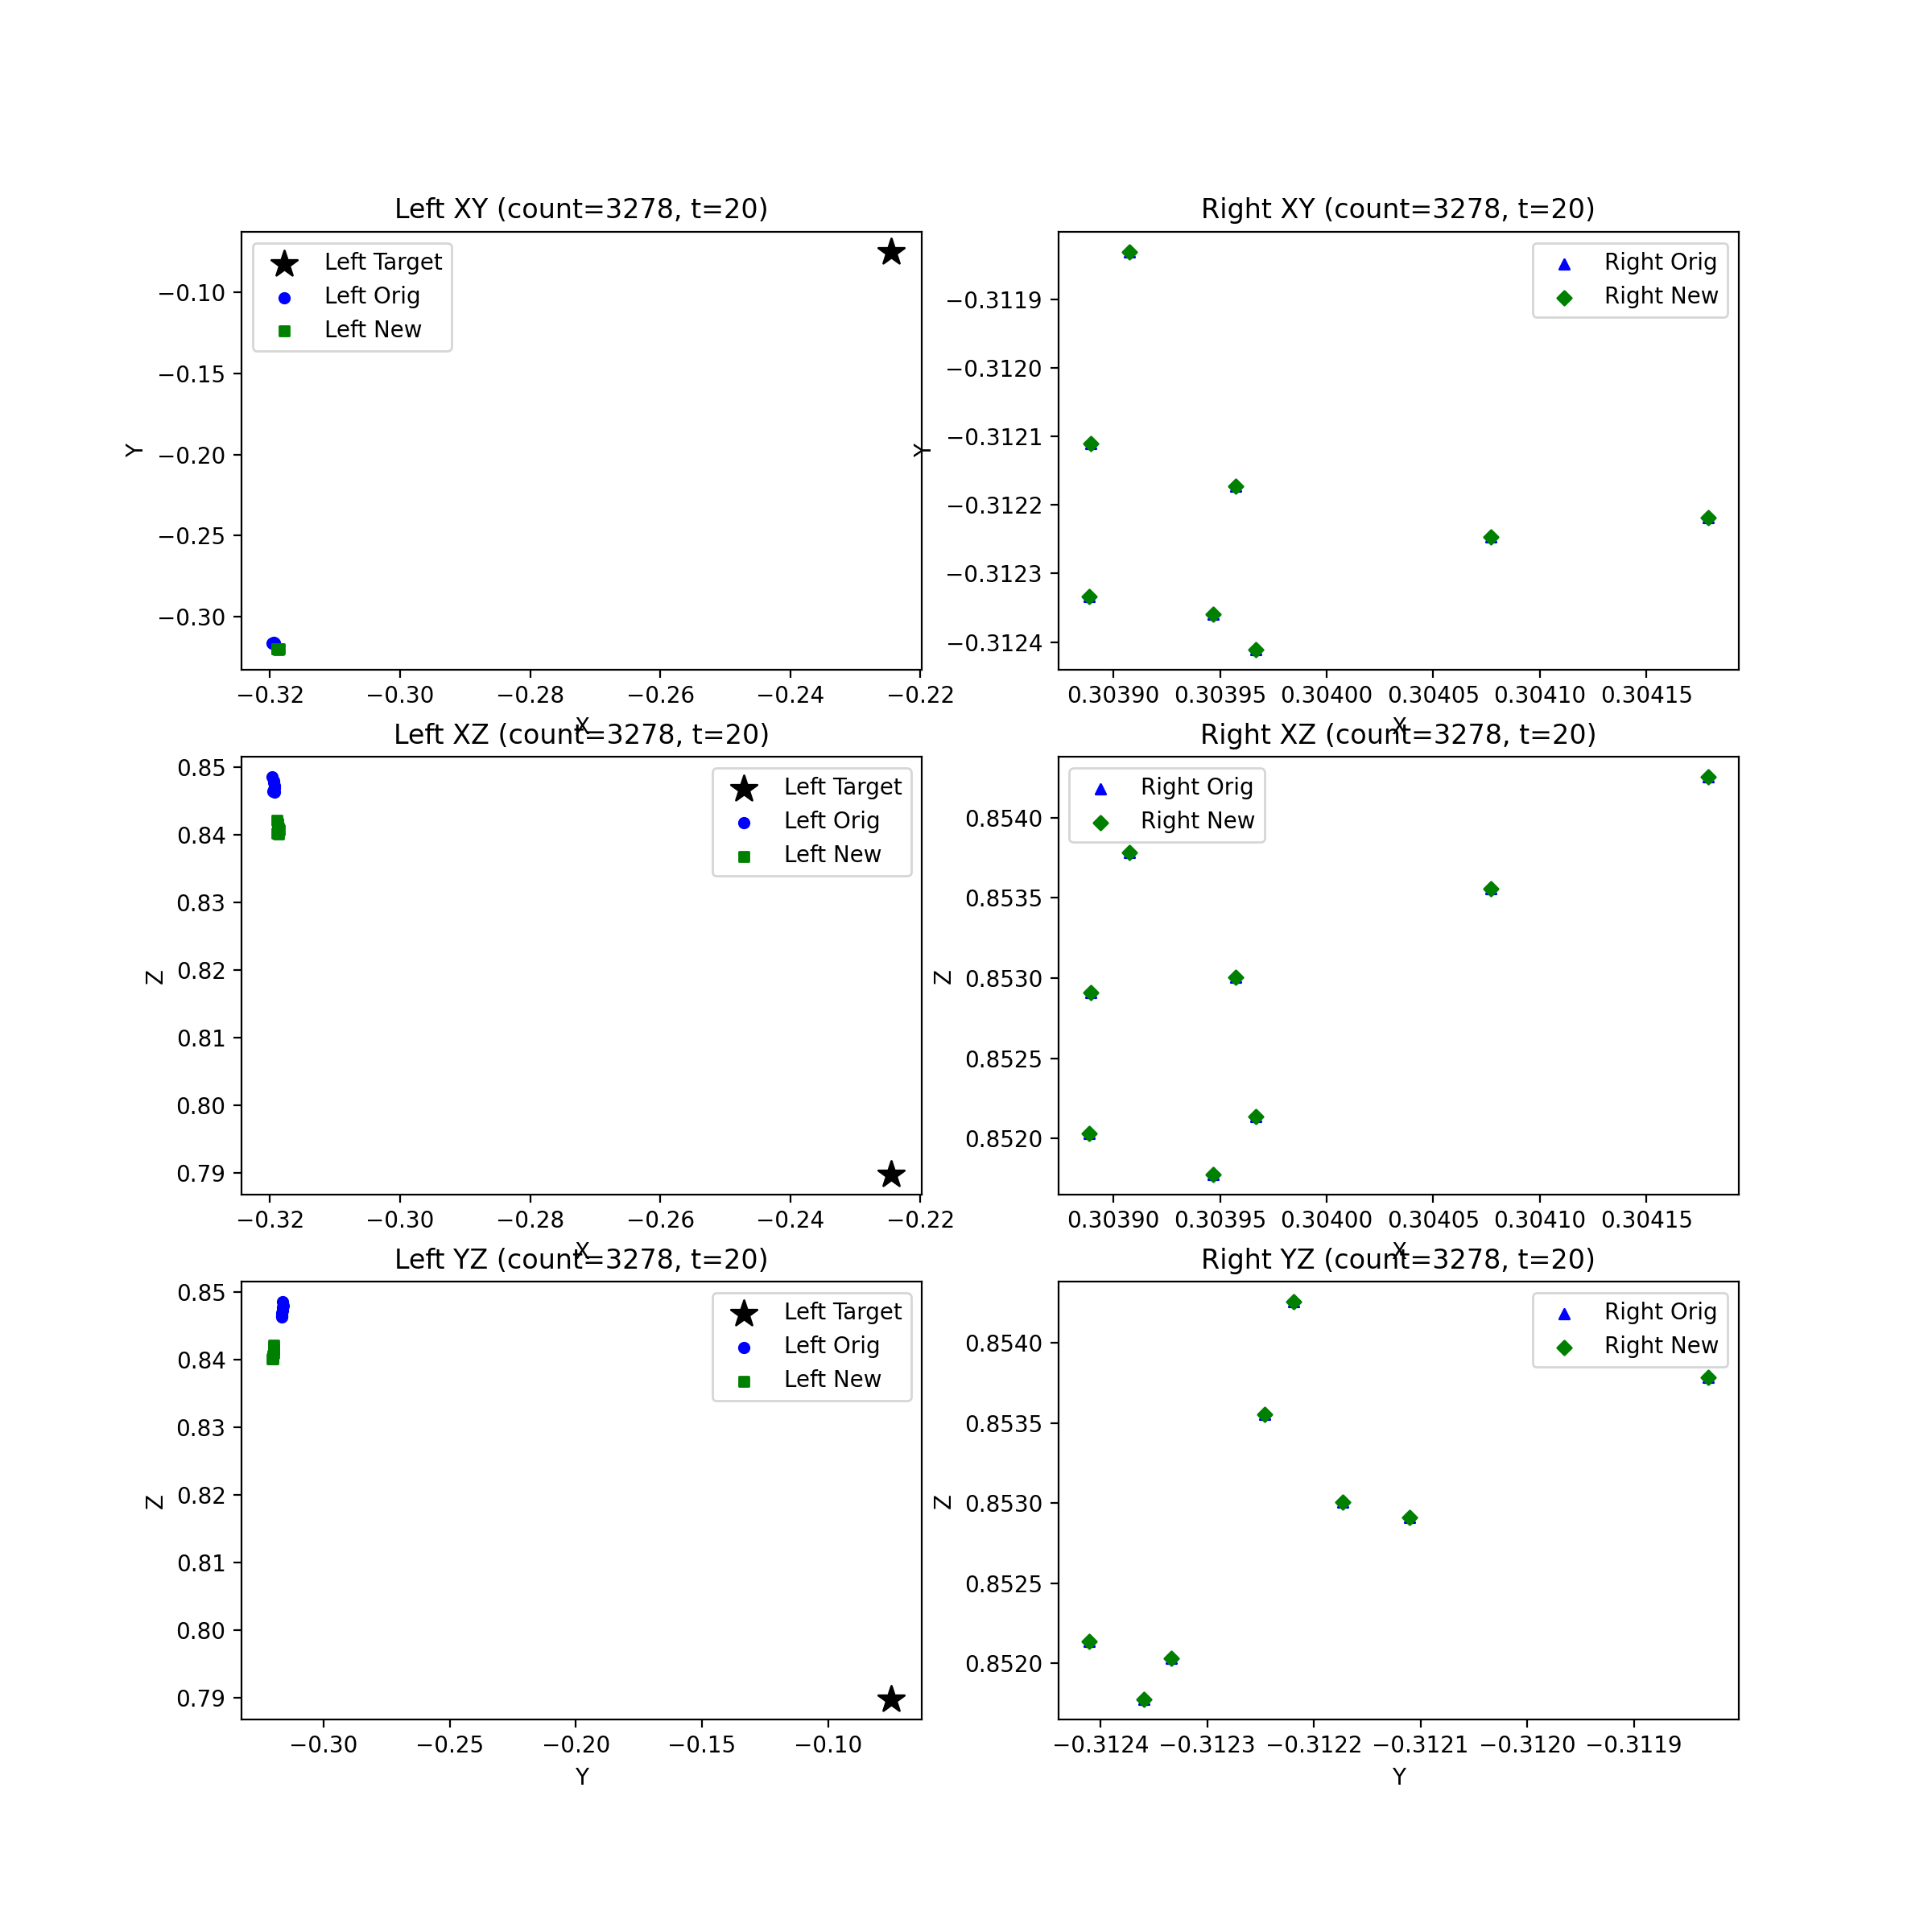 Left XY (count=3278, t=20)
Left Target
Left Orig
Left New
−0.10
−0.15
−0.20
−0.25
−0.30
Y
−0.32 −0.30 −0.28 −0.26 −0.24 −0.22
X
Right XY (count=3278, t=20)
Right Orig
Right New
−0.3119
−0.3120
−0.3121
−0.3122
−0.3123
−0.3124
Y
0.30390 0.30395 0.30400 0.30405 0.30410 0.30415
X
Left XZ (count=3278, t=20)
Left Target
Left Orig
Left New
0.85
0.84
0.83
0.82
0.81
0.80
0.79
Z
−0.32 −0.30 −0.28 −0.26 −0.24 −0.22
X
Right XZ (count=3278, t=20)
Right Orig
Right New
0.8540
0.8535
0.8530
0.8525
0.8520
Z
0.30390 0.30395 0.30400 0.30405 0.30410 0.30415
X
Left YZ (count=3278, t=20)
Left Target
Left Orig
Left New
0.85
0.84
0.83
0.82
0.81
0.80
0.79
Z
−0.30 −0.25 −0.20 −0.15 −0.10
Y
Right YZ (count=3278, t=20)
Right Orig
Right New
0.8540
0.8535
0.8530
0.8525
0.8520
Z
−0.3124 −0.3123 −0.3122 −0.3121 −0.3120 −0.3119
Y